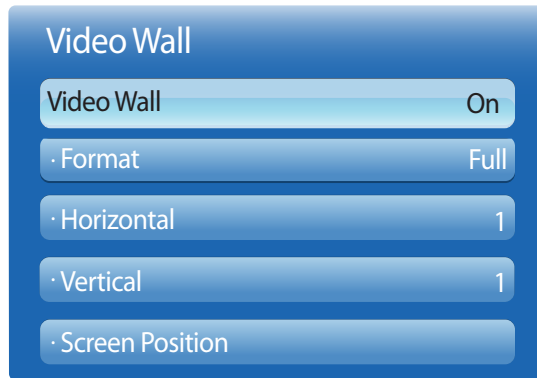 Video Wall
Video Wall On
· Format Full
· Horizontal 1
· Vertical 1
· Screen Position